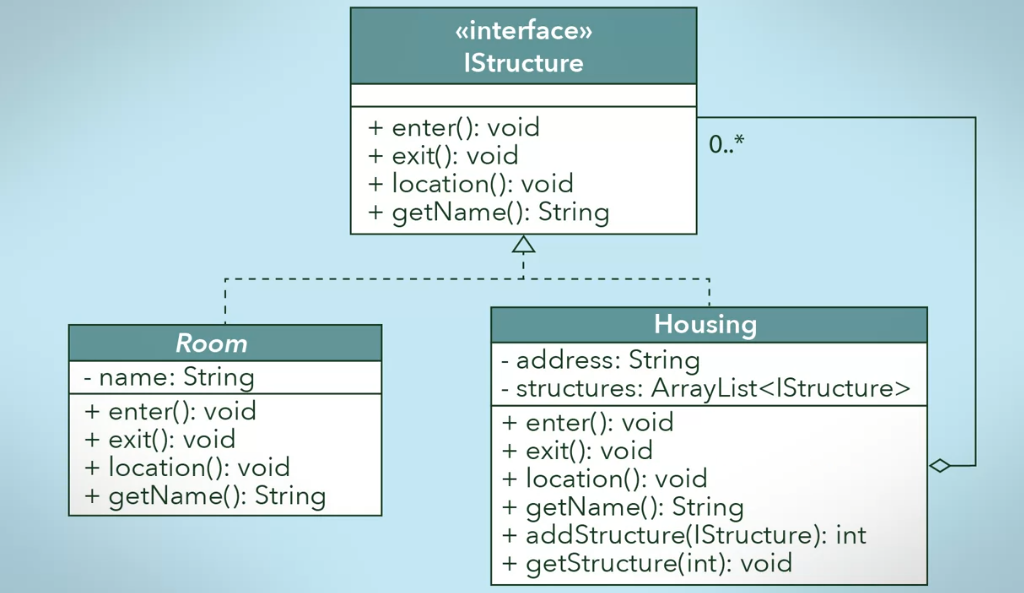 «interface»
IStructure
+ enter(): void
+ exit(): void
+ location(): void
+ getName(): String
0..*
Room
- name: String
+ enter(): void
+ exit(): void
+ location(): void
+ getName(): String
Housing
- address: String
- structures: ArrayList<IStructure>
+ enter(): void
+ exit(): void
+ location(): void
+ getName(): String
+ addStructure(IStructure): int
+ getStructure(int): void